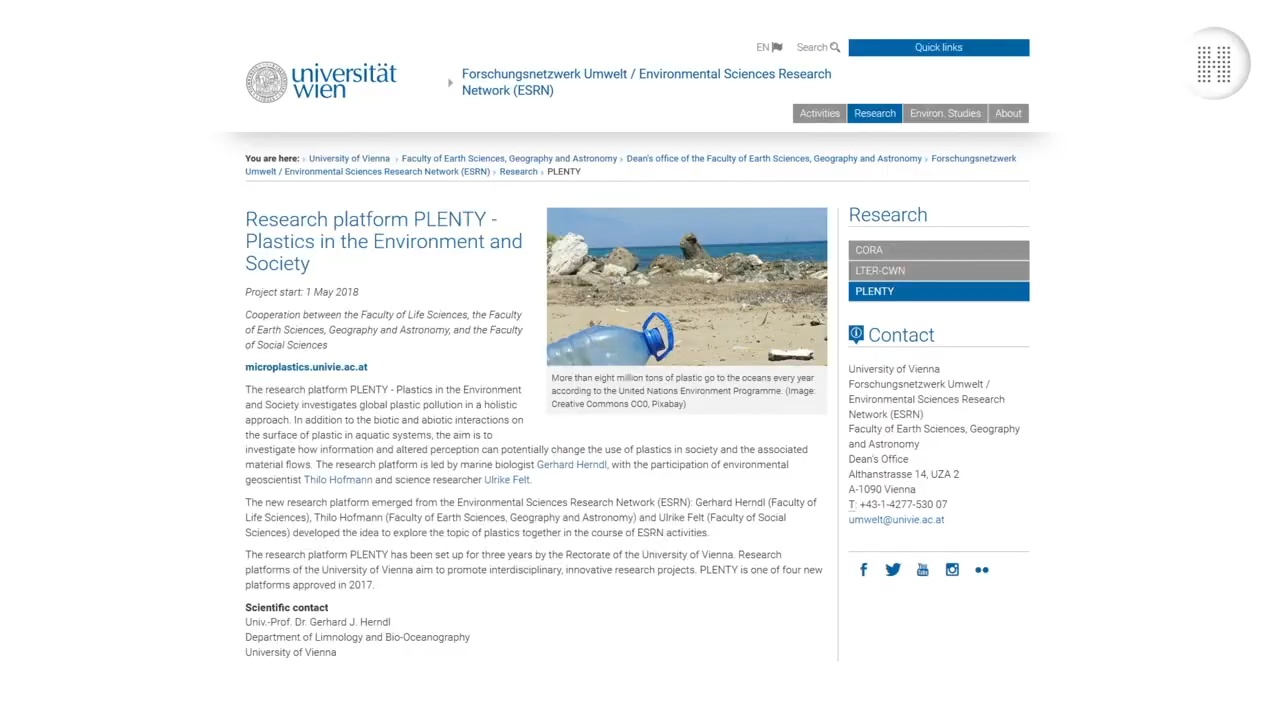 EN
Search
Quick links
universität
wien
Forschungsnetzwerk Umwelt / Environmental Sciences Research
Network (ESRN)
Activities
Research
Environ. Studies
About
You are here: › University of Vienna › Faculty of Earth Sciences, Geography and Astronomy › Dean's office of the Faculty of Earth Sciences, Geography and Astronomy › Forschungsnetzwerk
Umwelt / Environmental Sciences Research Network (ESRN) › Research › PLENTY
Research platform PLENTY -
Plastics in the Environment and
Society
Project start: 1 May 2018
Cooperation between the Faculty of Life Sciences, the Faculty
of Earth Sciences, Geography and Astronomy, and the Faculty
of Social Sciences
microplastics.univie.ac.at
The research platform PLENTY - Plastics in the Environment
and Society investigates global plastic pollution in a holistic
approach. In addition to the biotic and abiotic interactions on
the surface of plastic in aquatic systems, the aim is to
investigate how information and altered perception can potentially change the use of plastics in society and the associated
material flows. The research platform is led by marine biologist Gerhard Herndl, with the participation of environmental
geoscientist Thilo Hofmann and science researcher Ulrike Felt.
More than eight million tons of plastic go to the oceans every year
according to the United Nations Environment Programme. (Image:
Creative Commons CC0, Pixabay)
The new research platform emerged from the Environmental Sciences Research Network (ESRN): Gerhard Herndl (Faculty of
Life Sciences), Thilo Hofmann (Faculty of Earth Sciences, Geography and Astronomy) and Ulrike Felt (Faculty of Social
Sciences) developed the idea to explore the topic of plastics together in the course of ESRN activities.
The research platform PLENTY has been set up for three years by the Rectorate of the University of Vienna. Research
platforms of the University of Vienna aim to promote interdisciplinary, innovative research projects. PLENTY is one of four new
platforms approved in 2017.
Scientific contact
Univ.-Prof. Dr. Gerhard J. Herndl
Department of Limnology and Bio-Oceanography
University of Vienna
Research
CORA
LTER-CWN
PLENTY
Contact
University of Vienna
Forschungsnetzwerk Umwelt /
Environmental Sciences Research
Network (ESRN)
Faculty of Earth Sciences, Geography
and Astronomy
Dean's Office
Althanstrasse 14, UZA 2
A-1090 Vienna
T: +43-1-4277-530 07
umwelt@univie.ac.at